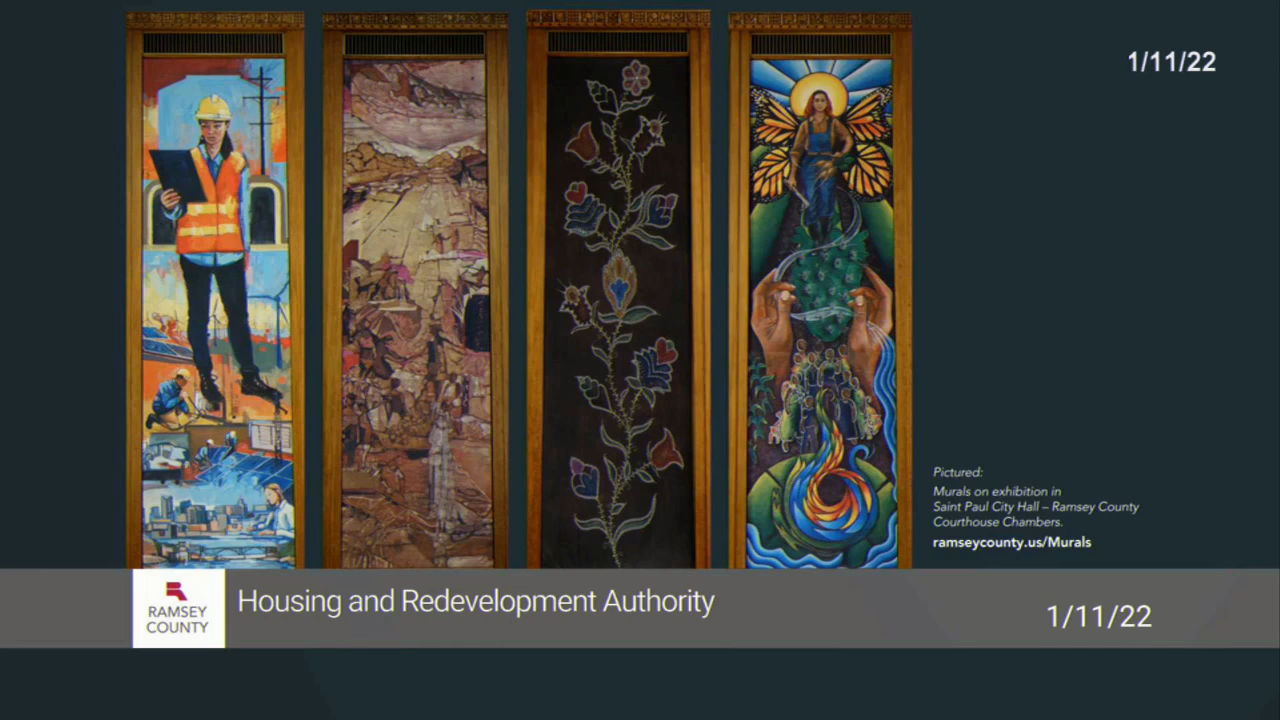 1/11/22
Pictured:
Murals on exhibition in
Saint Paul City Hall – Ramsey County
Courthouse Chambers.
ramseycounty.us/Murals
RAMSEY
COUNTY
Housing and Redevelopment Authority
1/11/22